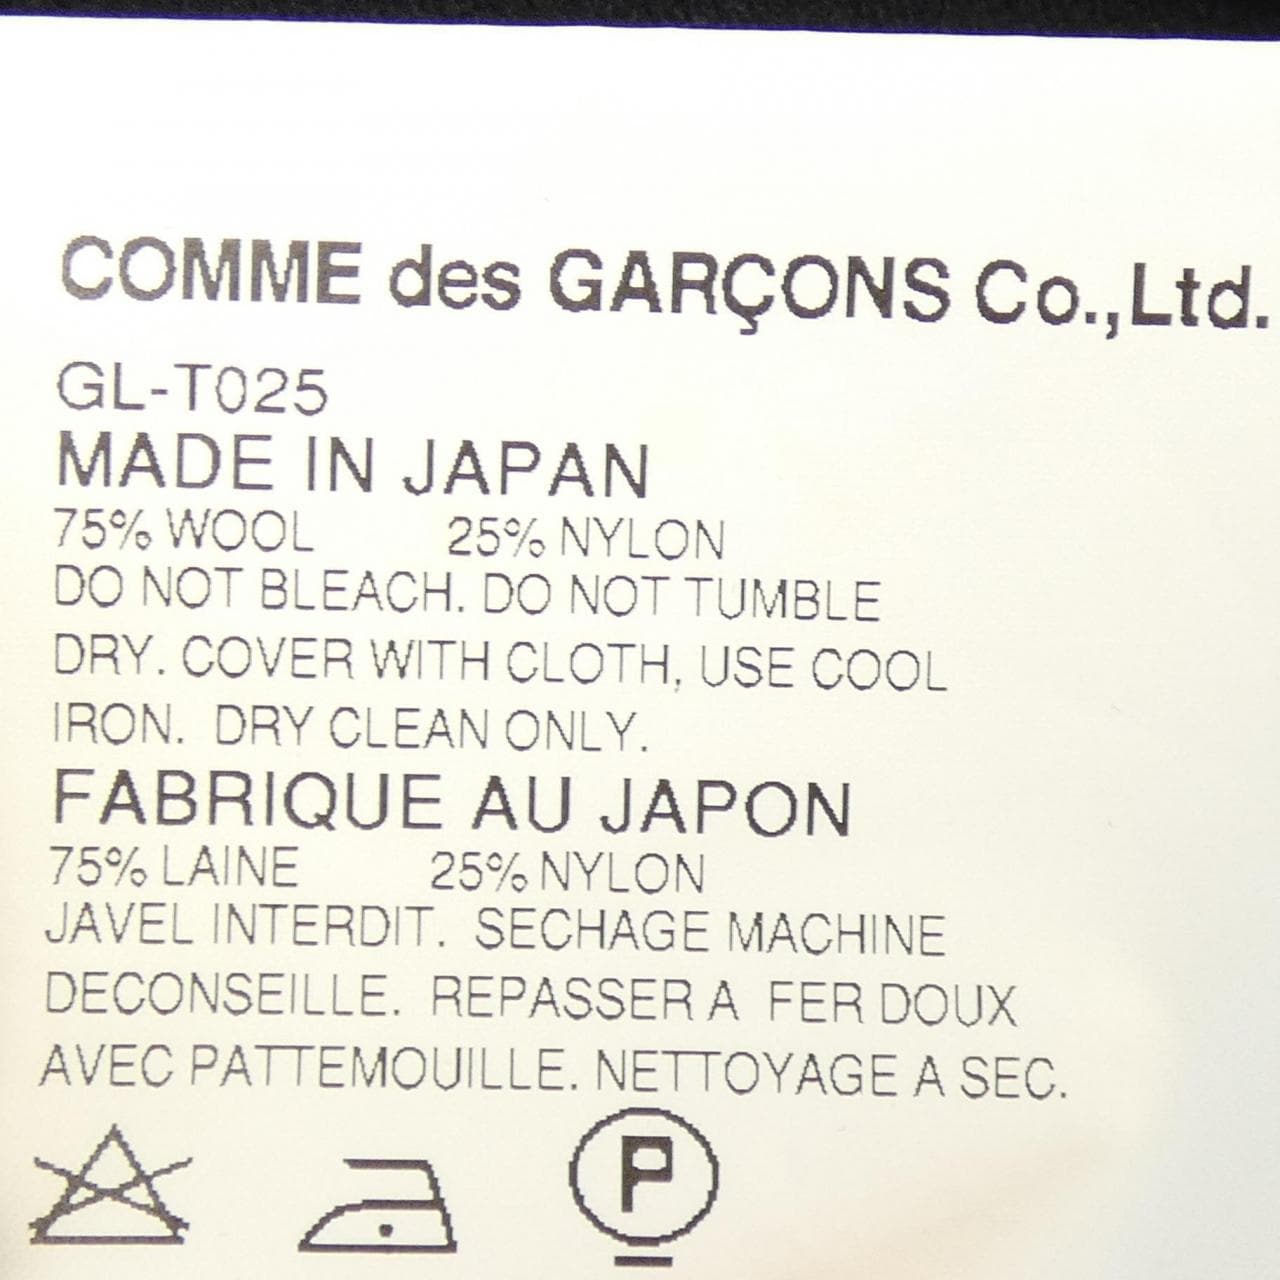 COMME des GARÇONS Co.,Ltd.
GL-T025
MADE IN JAPAN
75% WOOL 25% NYLON
DO NOT BLEACH. DO NOT TUMBLE
DRY. COVER WITH CLOTH, USE COOL
IRON. DRY CLEAN ONLY.
FABRIQUE AU JAPON
75% LAINE 25% NYLON
JAVEL INTERDIT. SECHAGE MACHINE
DECONSEILLE. REPASSER A FER DOUX
AVEC PATTEMOUILLE. NETTOYAGE A SEC.
P